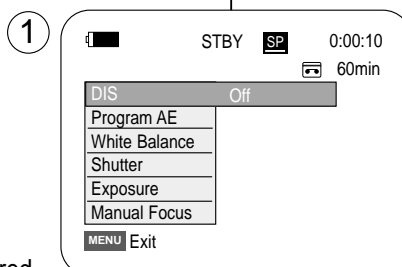 1
STBY SP 0:00:10
60min
DIS Off
Program AE
White Balance
Shutter
Exposure
Manual Focus
MENU Exit